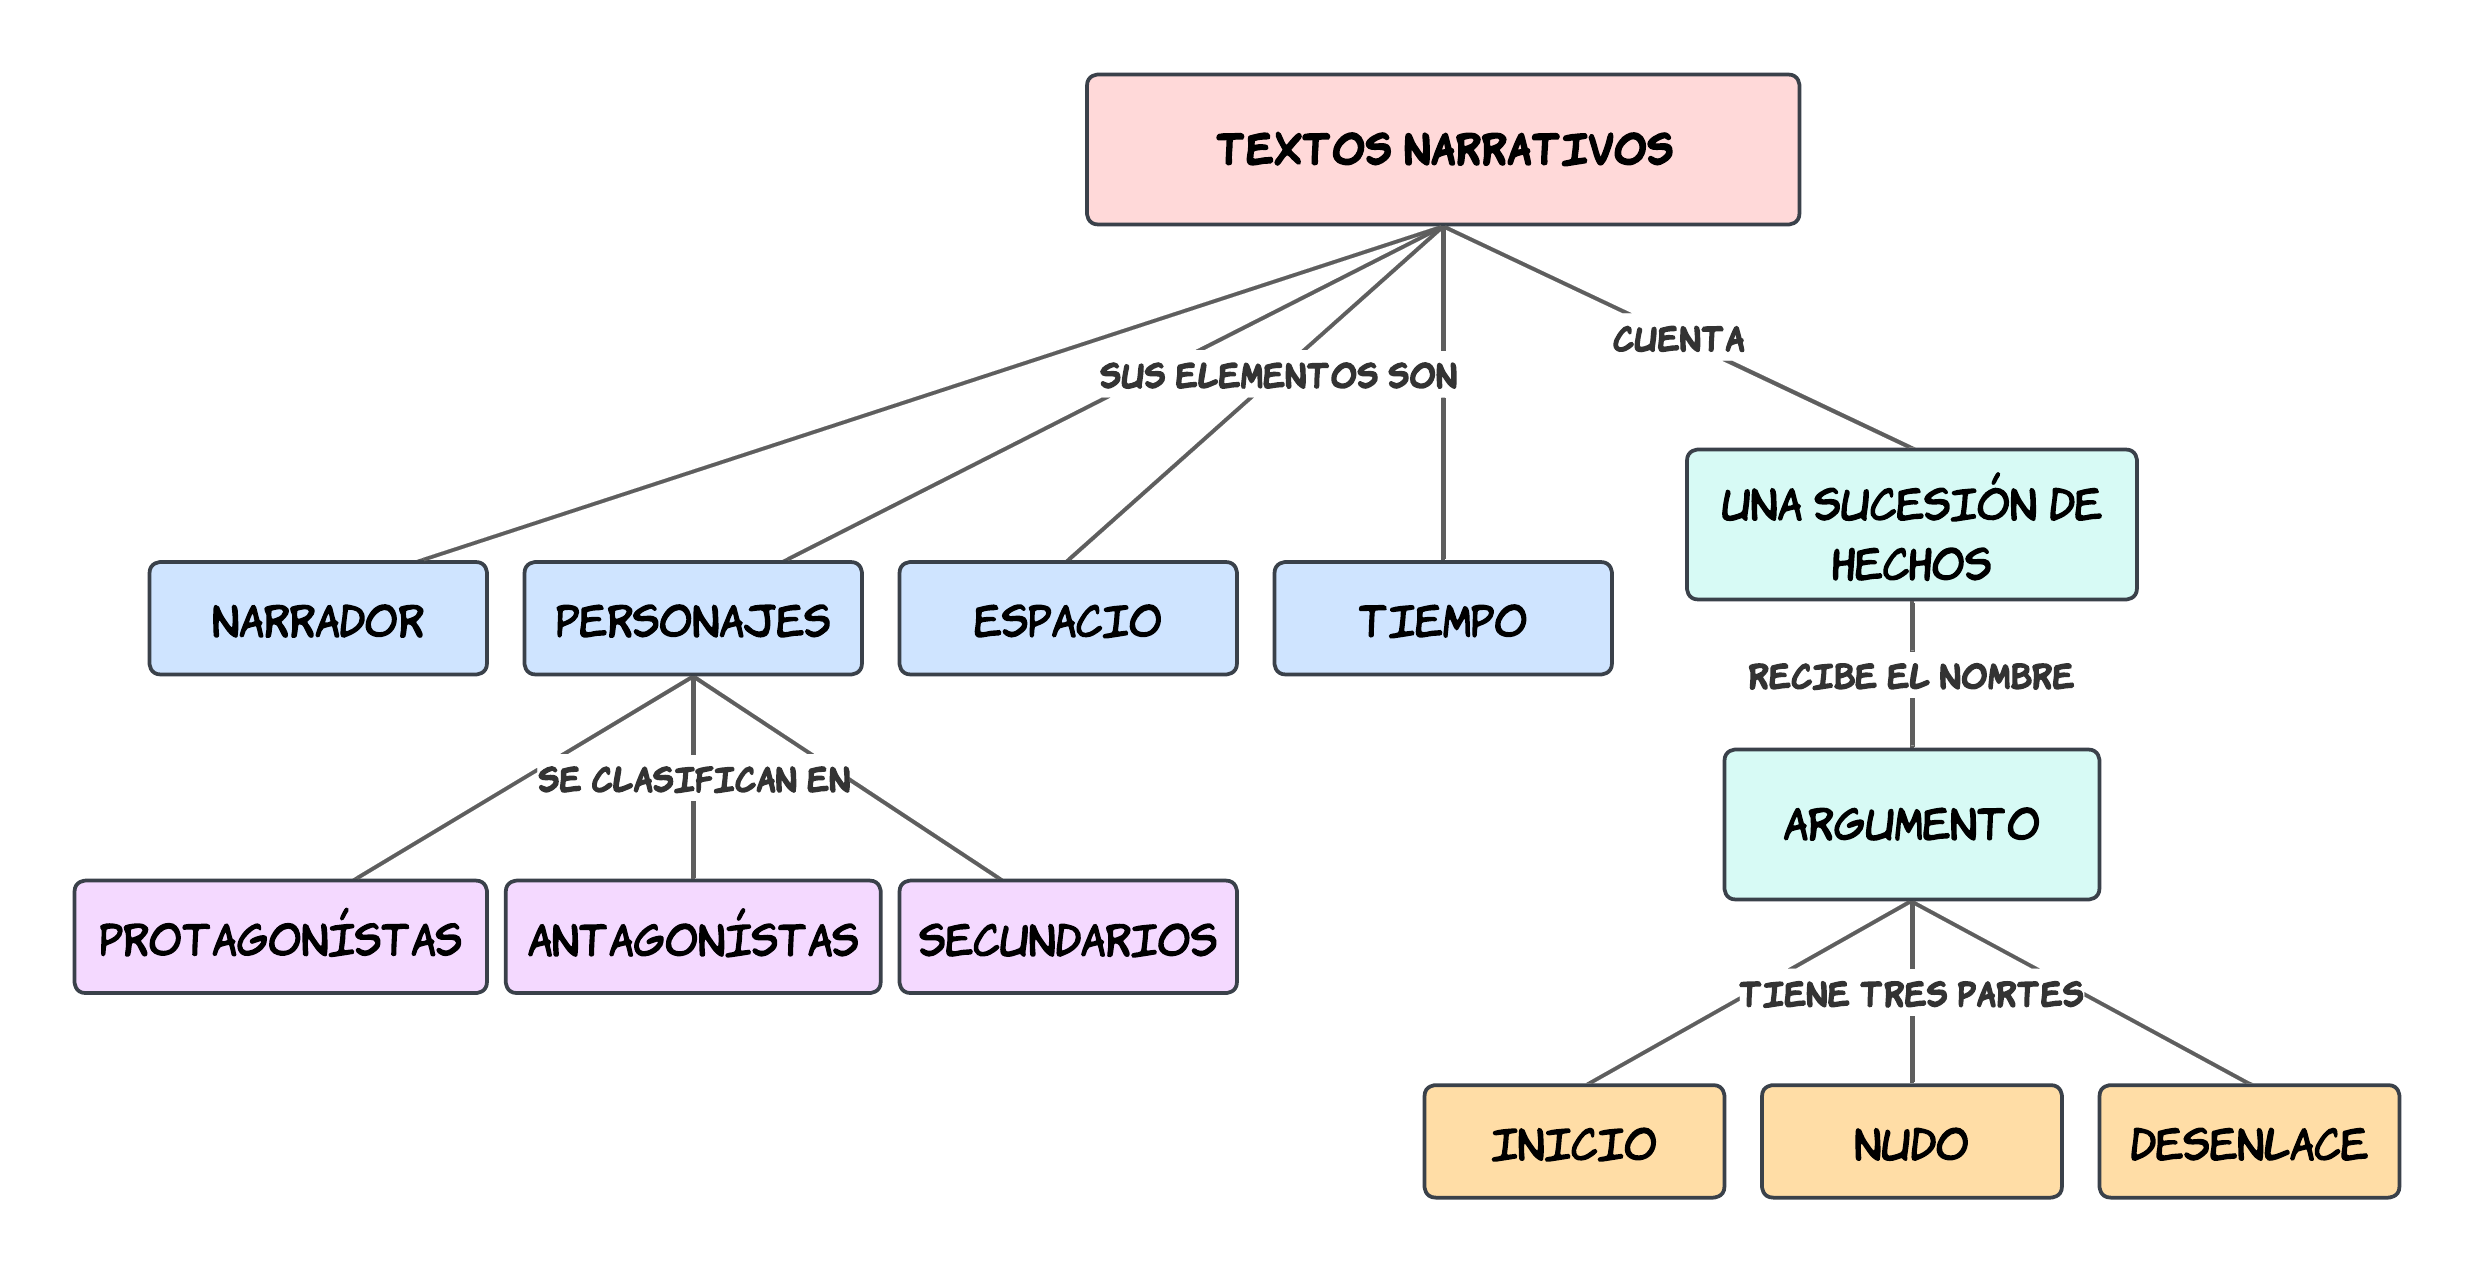 TEXTOS NARRATIVOS
CUENTA
SUS ELEMENTOS SON
UNA SUCESIÓN DE
HECHOS
NARRADOR
PERSONAJES
ESPACIO
TIEMPO
RECIBE EL NOMBRE
SE CLASIFICAN EN
ARGUMENTO
PROTAGONÍSTAS
ANTAGONÍSTAS
SECUNDARIOS
TIENE TRES PARTES
INICIO
NUDO
DESENLACE